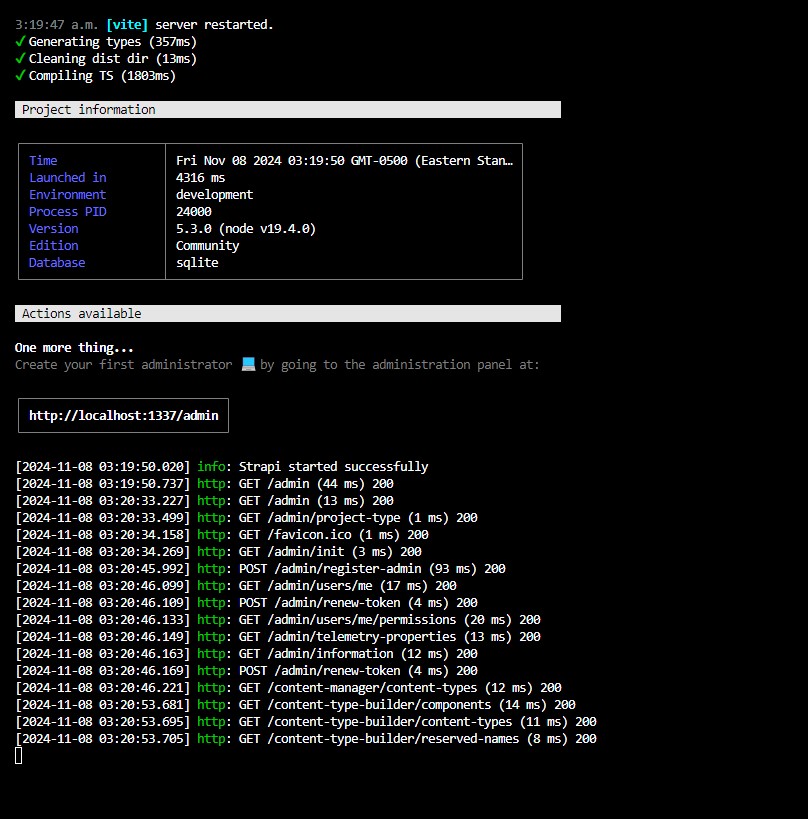 3:19:47 a.m. [vite] server restarted.
✓ Generating types (357ms)
✓ Cleaning dist dir (13ms)
✓ Compiling TS (1803ms)
Project information
Time Fri Nov 08 2024 03:19:50 GMT-0500 (Eastern Stan…
Launched in 4316 ms
Environment development
Process PID 24000
Version 5.3.0 (node v19.4.0)
Edition Community
Database sqlite
Actions available
One more thing...
Create your first administrator 💻 by going to the administration panel at:
http://localhost:1337/admin
[2024-11-08 03:19:50.020] info: Strapi started successfully
[2024-11-08 03:19:50.737] http: GET /admin (44 ms) 200
[2024-11-08 03:20:33.227] http: GET /admin (13 ms) 200
[2024-11-08 03:20:33.499] http: GET /admin/project-type (1 ms) 200
[2024-11-08 03:20:34.158] http: GET /favicon.ico (1 ms) 200
[2024-11-08 03:20:34.269] http: GET /admin/init (3 ms) 200
[2024-11-08 03:20:45.992] http: POST /admin/register-admin (93 ms) 200
[2024-11-08 03:20:46.099] http: GET /admin/users/me (17 ms) 200
[2024-11-08 03:20:46.109] http: POST /admin/renew-token (4 ms) 200
[2024-11-08 03:20:46.133] http: GET /admin/users/me/permissions (20 ms) 200
[2024-11-08 03:20:46.149] http: GET /admin/telemetry-properties (13 ms) 200
[2024-11-08 03:20:46.163] http: GET /admin/information (12 ms) 200
[2024-11-08 03:20:46.169] http: POST /admin/renew-token (4 ms) 200
[2024-11-08 03:20:46.221] http: GET /content-manager/content-types (12 ms) 200
[2024-11-08 03:20:53.681] http: GET /content-type-builder/components (14 ms) 200
[2024-11-08 03:20:53.695] http: GET /content-type-builder/content-types (11 ms) 200
[2024-11-08 03:20:53.705] http: GET /content-type-builder/reserved-names (8 ms) 200